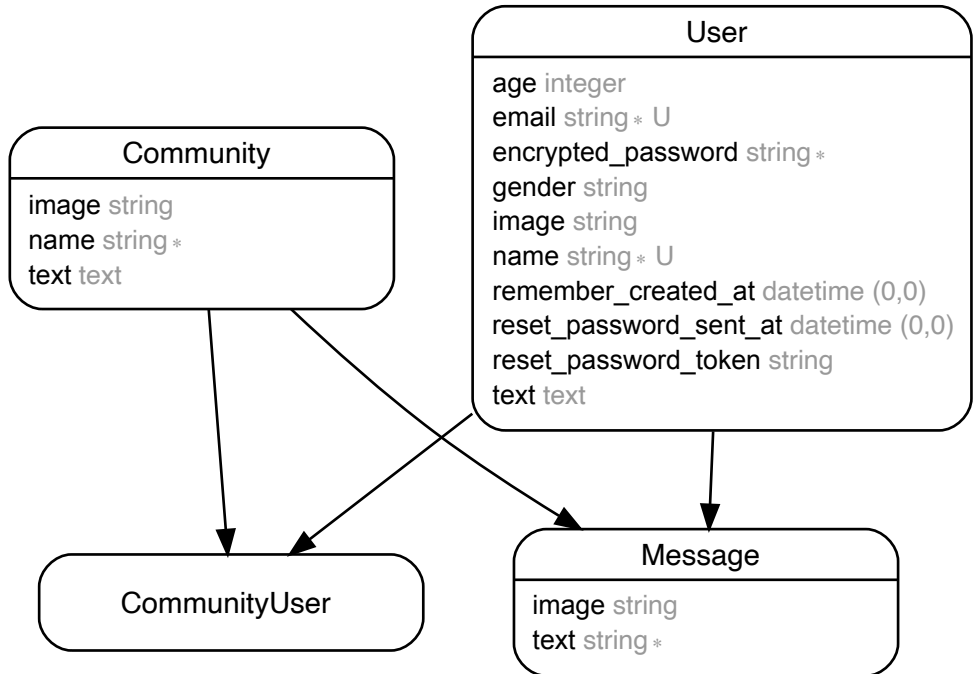 User
age integer
email string∗ U
encrypted_password string∗
gender string
image string
name string∗ U
remember_created_at datetime (0,0)
reset_password_sent_at datetime (0,0)
reset_password_token string
text text
Community
image string
name string∗
text text
CommunityUser
Message
image string
text string∗